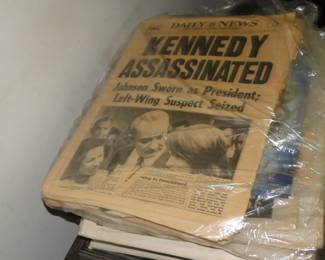 DAILY NEWS
KENNEDY
ASSASSINATED
Johnson Sworn as President;
Left-Wing Suspect Seized